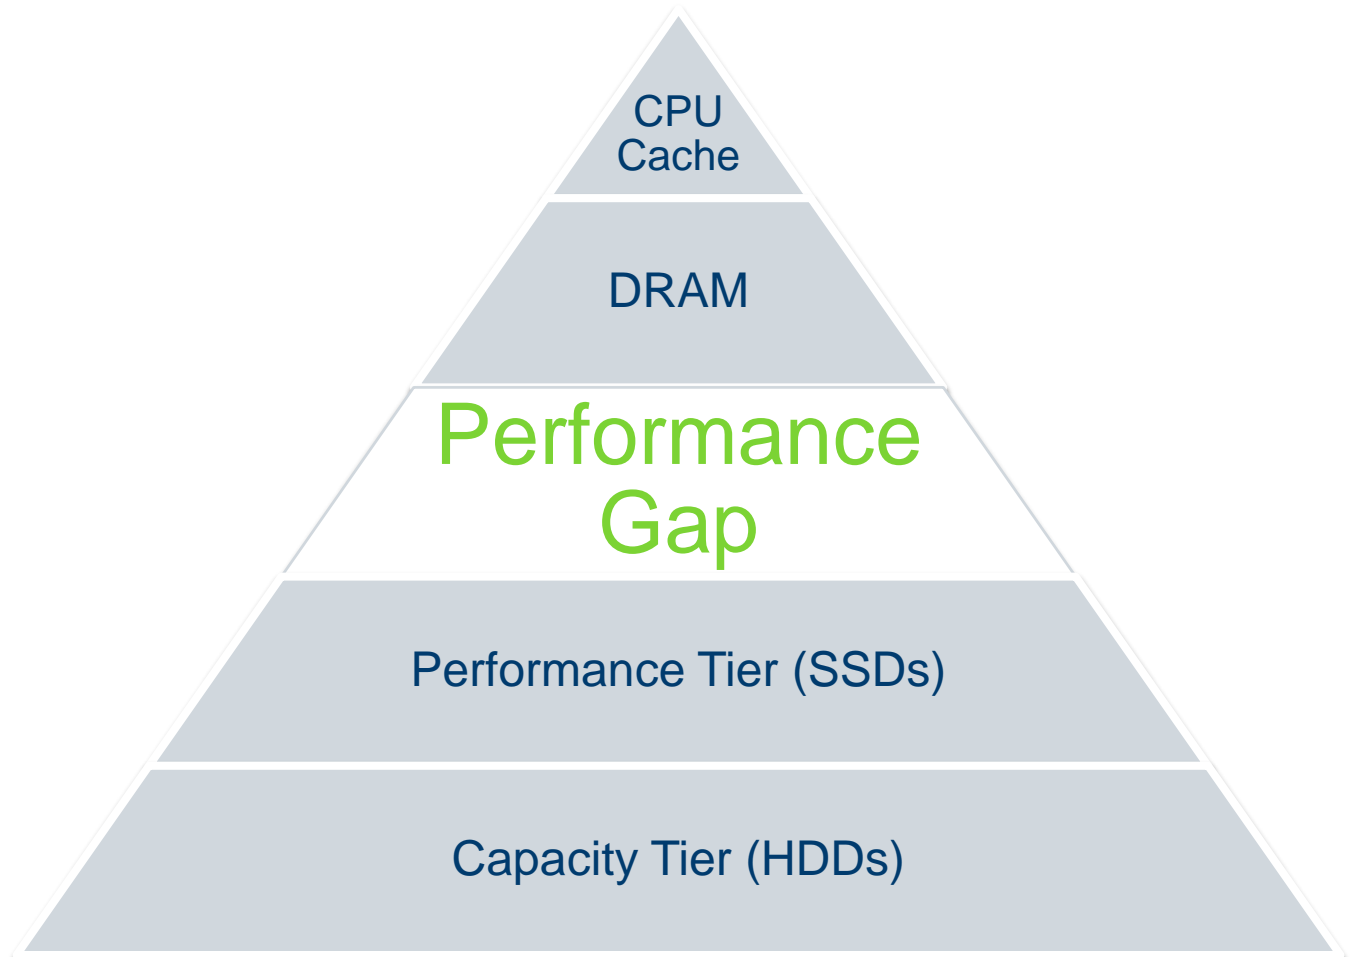 CPU
Cache
DRAM
Performance
Gap
Performance Tier (SSDs)
Capacity Tier (HDDs)